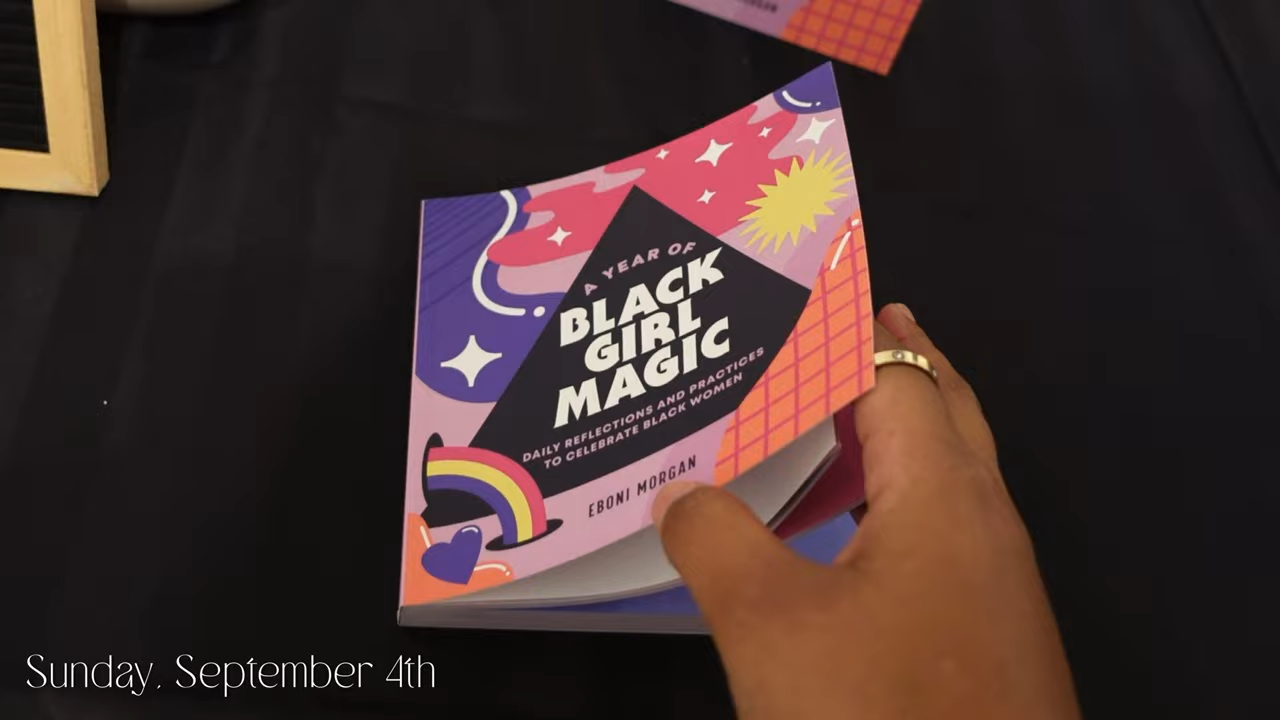 A YEAR OF
BLACK
GIRL
MAGIC
DAILY REFLECTIONS AND PRACTICES
TO CELEBRATE BLACK WOMEN
EBONI MORGAN
Sunday, September 4th